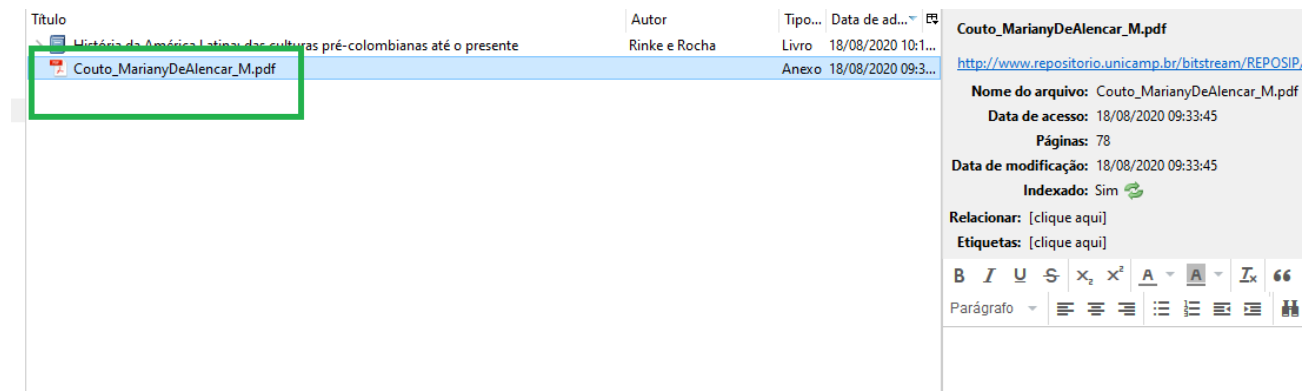 Título Autor Tipo... Data de ad...
História da América Latina: das culturas pré-colombianas até o presente Rinke e Rocha Livro 18/08/2020 10:1...
Couto_MarianyDeAlencar_M.pdf Anexo 18/08/2020 09:3...
Couto_MarianyDeAlencar_M.pdf
http://www.repositorio.unicamp.br/bitstream/REPOSIP/
Nome do arquivo: Couto_MarianyDeAlencar_M.pdf
Data de acesso: 18/08/2020 09:33:45
Páginas: 78
Data de modificação: 18/08/2020 09:33:45
Indexado: Sim
Relacionar: [clique aqui]
Etiquetas: [clique aqui]
B I U S X₂ X² A A Tx
Parágrafo